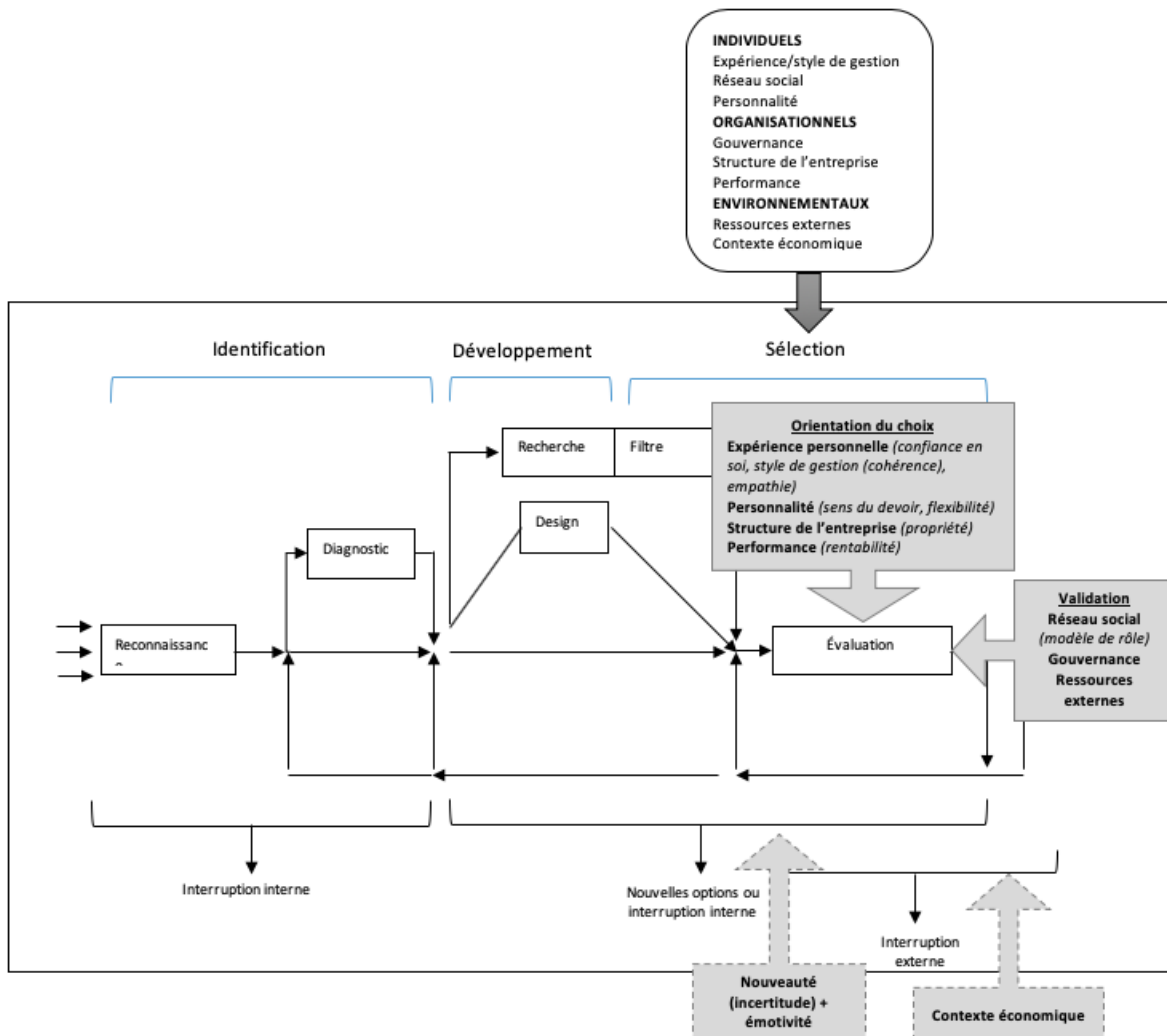 INDIVIDUELS
Expérience/style de gestion
Réseau social
Personnalité
ORGANISATIONNELS
Gouvernance
Structure de l'entreprise
Performance
ENVIRONNEMENTAUX
Ressources externes
Contexte économique
Identification
Développement
Sélection
Recherche
Filtre
Orientation du choix
Expérience personnelle (confiance en
soi, style de gestion (cohérence),
empathie)
Personnalité (sens du devoir, flexibilité)
Structure de l'entreprise (propriété)
Performance (rentabilité)
Design
Diagnostic
Validation
Réseau social
(modèle de rôle)
Gouvernance
Ressources
externes
Reconnaissanc
Évaluation
Interruption interne
Nouvelles options ou
interruption interne
Interruption
externe
Nouveauté
(incertitude) +
émotivité
Contexte économique